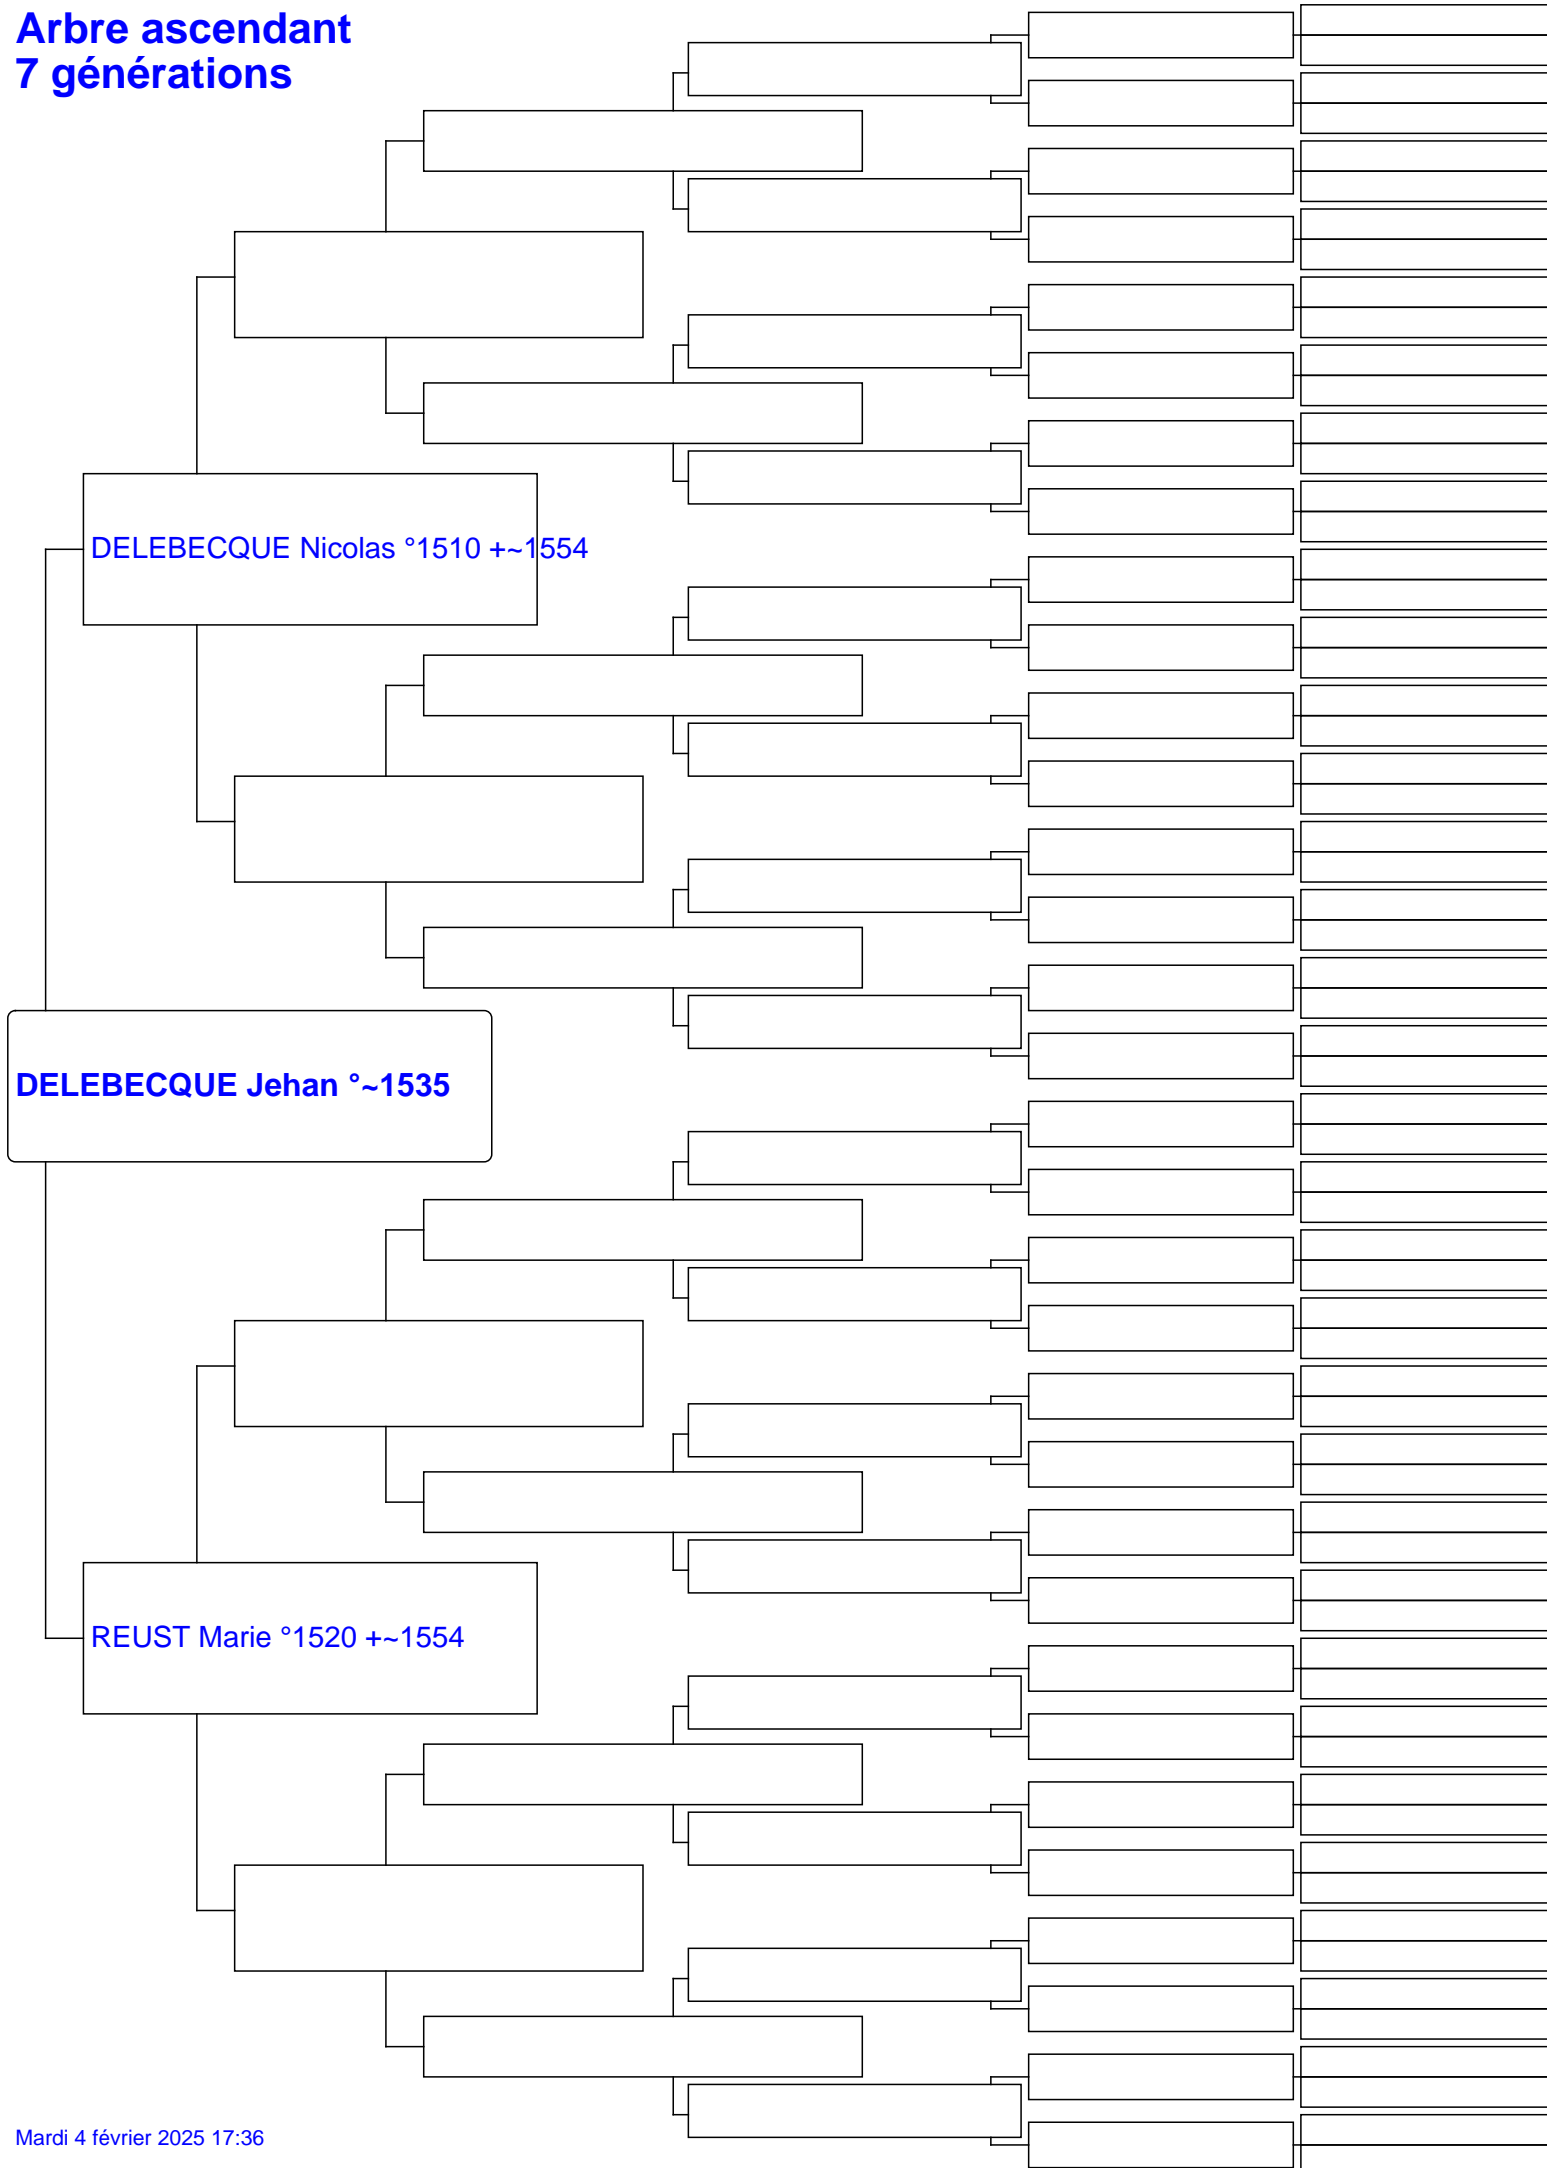 Arbre ascendant
7 générations
DELEBECQUE Nicolas °1510 +~1554
DELEBECQUE Jehan °~1535
REUST Marie °1520 +~1554
Mardi 4 février 2025 17:36